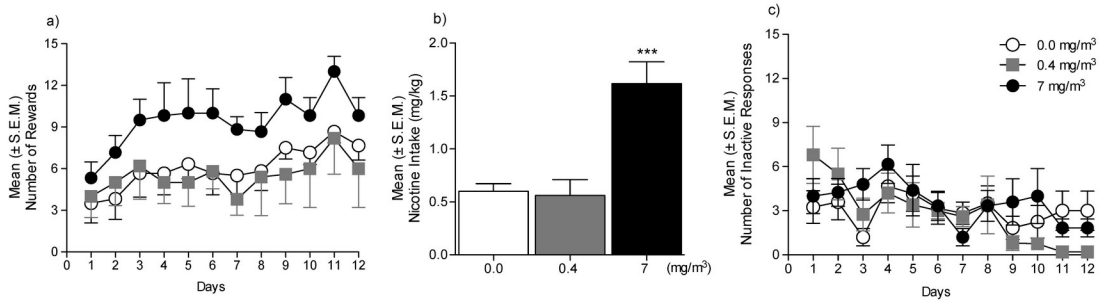 a)
Mean (± S.E.M.)
Number of Rewards
15
12
9
6
3
0
0 1 2 3 4 5 6 7 8 9 10 11 12
Days
b)
Mean (± S.E.M.)
Nicotine Intake (mg/kg)
2.0
1.5
1.0
0.5
0.0
***
0.0 0.4 7 (mg/m³)
c)
Mean (± S.E.M.)
Number of Inactive Responses
15
12
9
6
3
0
0.0 mg/m³
0.4 mg/m³
7 mg/m³
0 1 2 3 4 5 6 7 8 9 10 11 12
Days